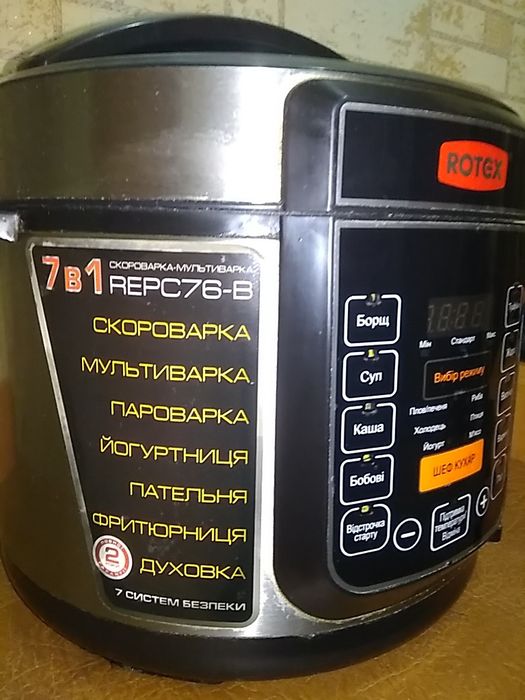 ROTEX
7 в 1
СКОРОВАРКА-МУЛЬТИВАРКА
REPC76-B
СКОРОВАРКА
МУЛЬТИВАРКА
ПАРОВАРКА
ЙОГУРТНИЦЯ
ПАТЕЛЬНЯ
ФРИТЮРНИЦЯ
ДУХОВКА
2
7 СИСТЕМ БЕЗПЕКИ
Борщ
Суп
Каша
Бобові
Відстрочка
старту
Мін Стандарт Макс
Вибір режиму
Плов/печеня Риба
Холодець Птиця
Йогурт М'ясо
ШЕФ КУХАР
Підтримка
температури/
Відміна